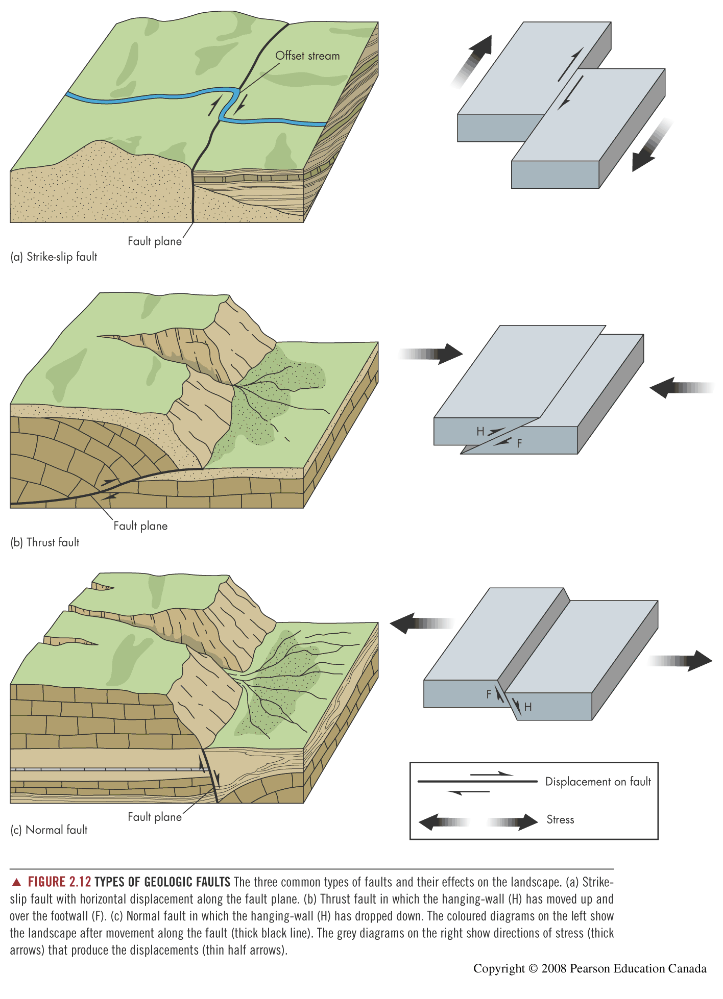 Offset stream
Fault plane
(a) Strike-slip fault
H
F
Fault plane
(b) Thrust fault
F
H
Displacement on fault
Stress
Fault plane
(c) Normal fault
▲ FIGURE 2.12 TYPES OF GEOLOGIC FAULTS The three common types of faults and their effects on the landscape. (a) Strike-
slip fault with horizontal displacement along the fault plane. (b) Thrust fault in which the hanging-wall (H) has moved up and
over the footwall (F). (c) Normal fault in which the hanging-wall (H) has dropped down. The coloured diagrams on the left show
the landscape after movement along the fault (thick black line). The grey diagrams on the right show directions of stress (thick
arrows) that produce the displacements (thin half arrows).
Copyright © 2008 Pearson Education Canada